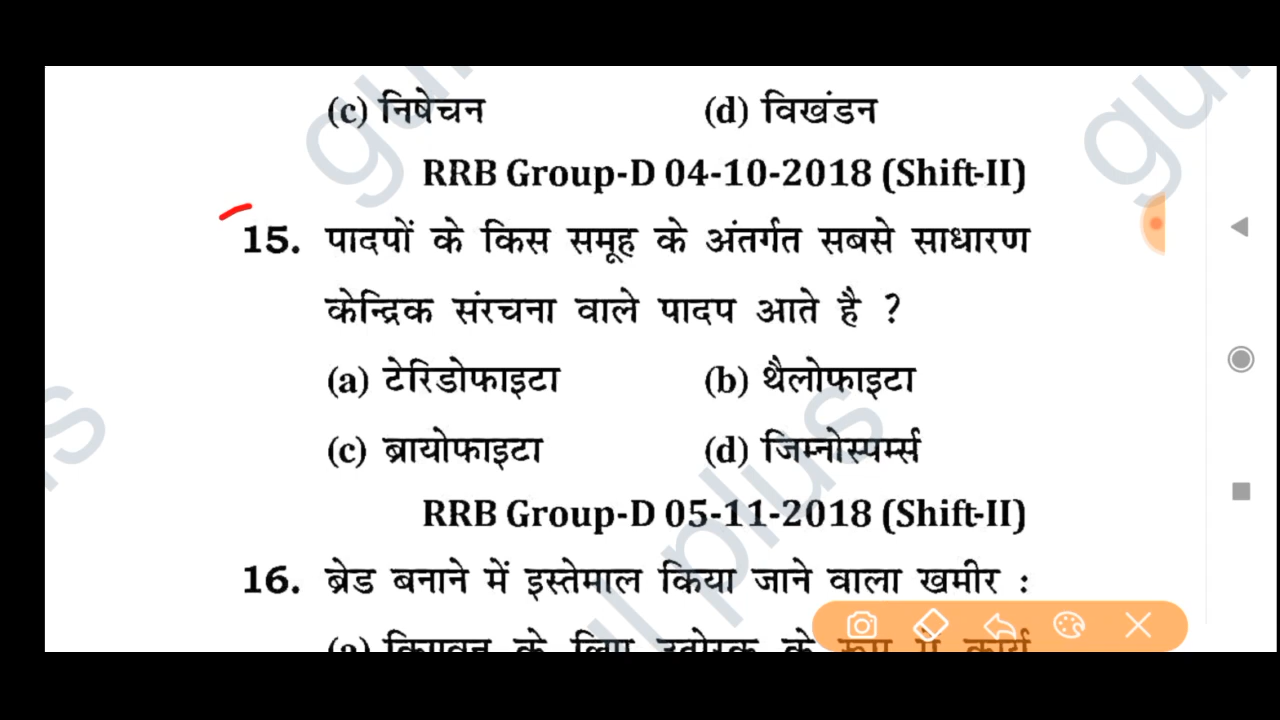 (c) निषेचन (d) विखंडन
RRB Group-D 04-10-2018 (Shift-II)
15. पादपों के किस समूह के अंतर्गत सबसे साधारण
केन्द्रिक संरचना वाले पादप आते है ?
(a) टेरिडोफाइटा (b) थैलोफाइटा
(c) ब्रायोफाइटा (d) जिम्नोस्पर्म्स
RRB Group-D 05-11-2018 (Shift-II)
16. ब्रेड बनाने में इस्तेमाल किया जाने वाला खमीर :
(a) के लिए के रूप में कार्य
plus